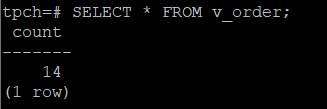 tpch=# SELECT * FROM v_order;
 count
-------
    14
(1 row)